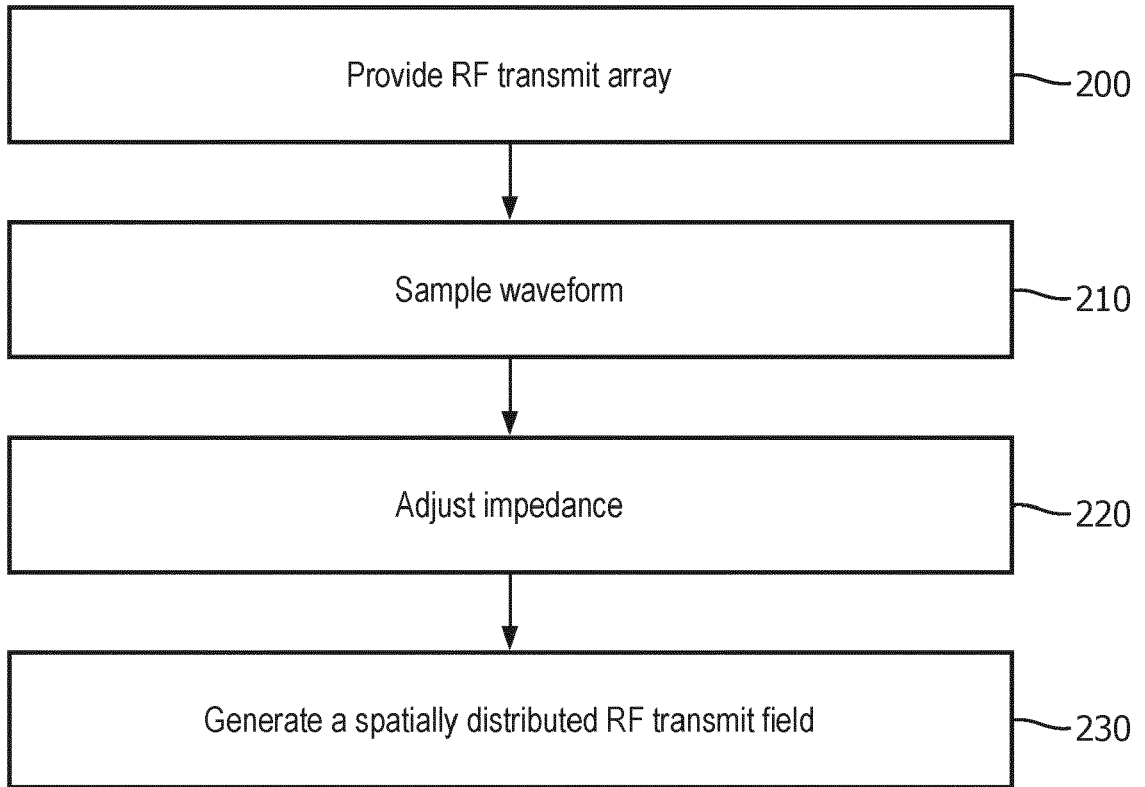 Provide RF transmit array
200
Sample waveform
210
Adjust impedance
220
Generate a spatially distributed RF transmit field
230